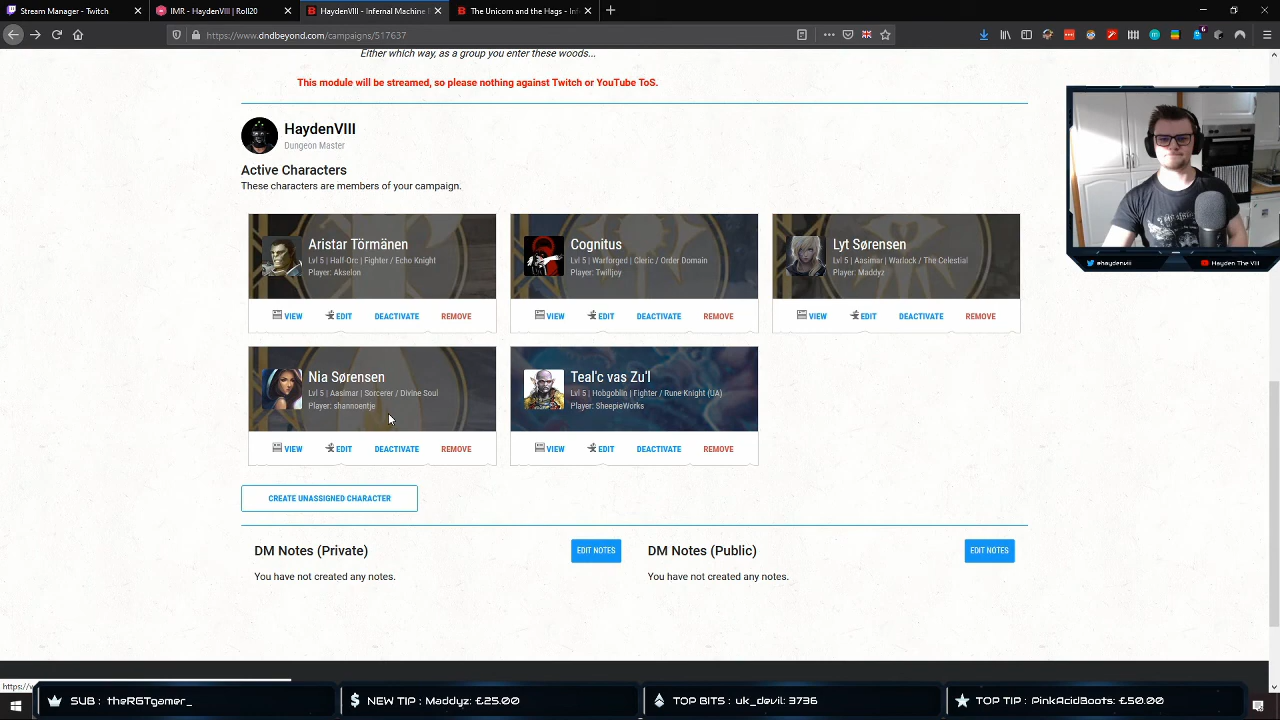 Stream Manager - Twitch
IMR - HaydenVIII | Roll20
HaydenVIII - Infernal Machine
The Unicorn and the Hags - Inf
https://www.dndbeyond.com/campaigns/517637
Either which way, as a group you enter these woods...
This module will be streamed, so please nothing against Twitch or YouTube ToS.
HaydenVIII
Dungeon Master
Active Characters
These characters are members of your campaign.
Aristar Törmänen
Lvl 5 | Half-Orc | Fighter / Echo Knight
Player: Akselon
VIEW EDIT DEACTIVATE REMOVE
Cognitus
Lvl 5 | Warforged | Cleric / Order Domain
Player: Twilljoy
VIEW EDIT DEACTIVATE REMOVE
Lyt Sørensen
Lvl 5 | Aasimar | Warlock / The Celestial
Player: Maddyz
VIEW EDIT DEACTIVATE REMOVE
Nia Sørensen
Lvl 5 | Aasimar | Sorcerer / Divine Soul
Player: shannoentje
VIEW EDIT DEACTIVATE REMOVE
Teal'c vas Zu'l
Lvl 5 | Hobgoblin | Fighter / Rune Knight (UA)
Player: SheepieWorks
VIEW EDIT DEACTIVATE REMOVE
CREATE UNASSIGNED CHARACTER
DM Notes (Private)
EDIT NOTES
You have not created any notes.
DM Notes (Public)
EDIT NOTES
You have not created any notes.
ehaydenviii
Hayden The VIII
https://w
SUB : theRGTgamer_
NEW TIP : Maddyz: £25.00
TOP BITS : uk_devil: 3736
TOP TIP : PinkAcidBoots: £50.00